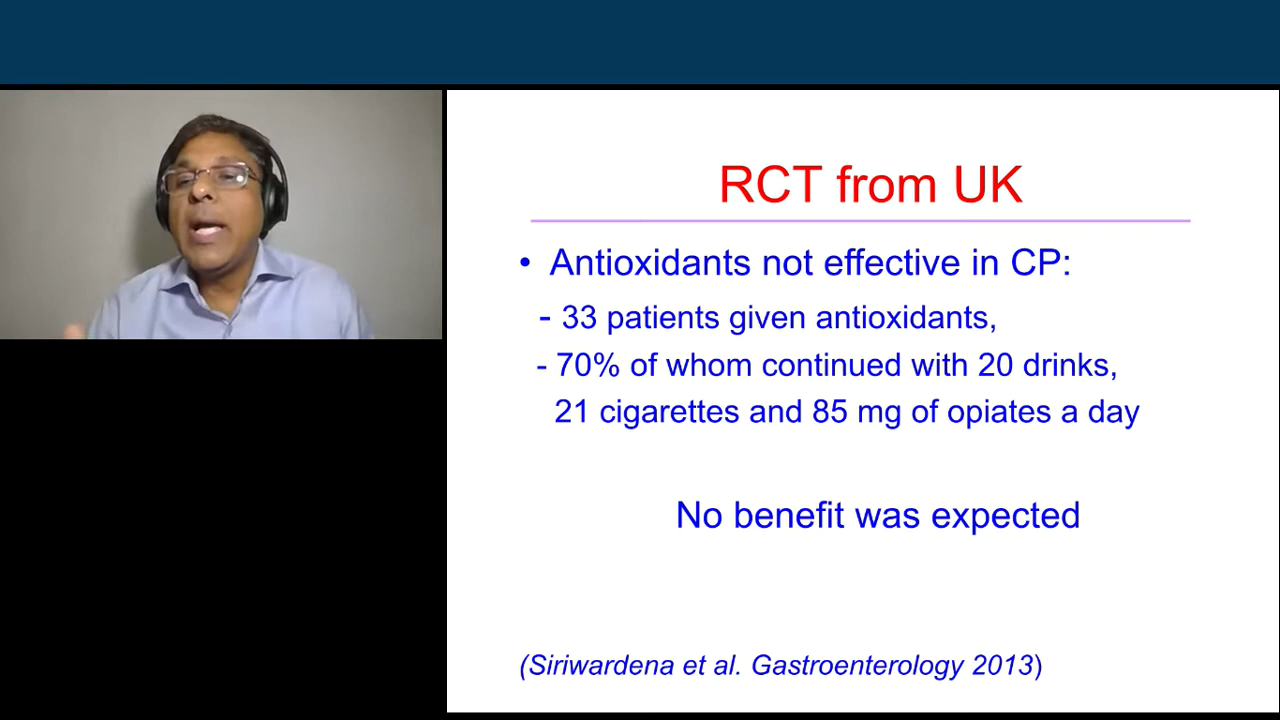 RCT from UK
• Antioxidants not effective in CP:
- 33 patients given antioxidants,
- 70% of whom continued with 20 drinks,
21 cigarettes and 85 mg of opiates a day
No benefit was expected
(Siriwardena et al. Gastroenterology 2013)